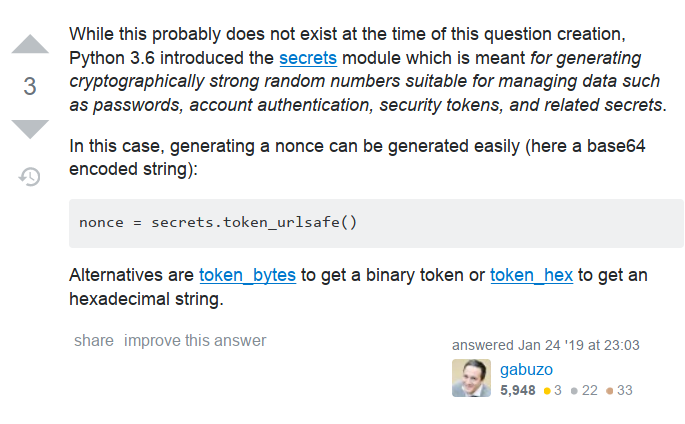 While this probably does not exist at the time of this question creation,
Python 3.6 introduced the secrets module which is meant for generating
cryptographically strong random numbers suitable for managing data such
as passwords, account authentication, security tokens, and related secrets.
3
In this case, generating a nonce can be generated easily (here a base64
encoded string):
nonce = secrets.token_urlsafe()
Alternatives are token_bytes to get a binary token or token_hex to get an
hexadecimal string.
share improve this answer
answered Jan 24 '19 at 23:03
gabuzo
5,948 ●3 ●22 ●33